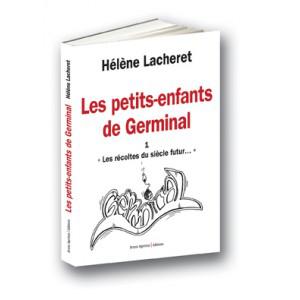 Hélène Lacheret
Les petits-enfants
de Germinal
1
« Les récoltes du siècle futur... »
Hélène Lacheret
Les petits-enfants de Germinal